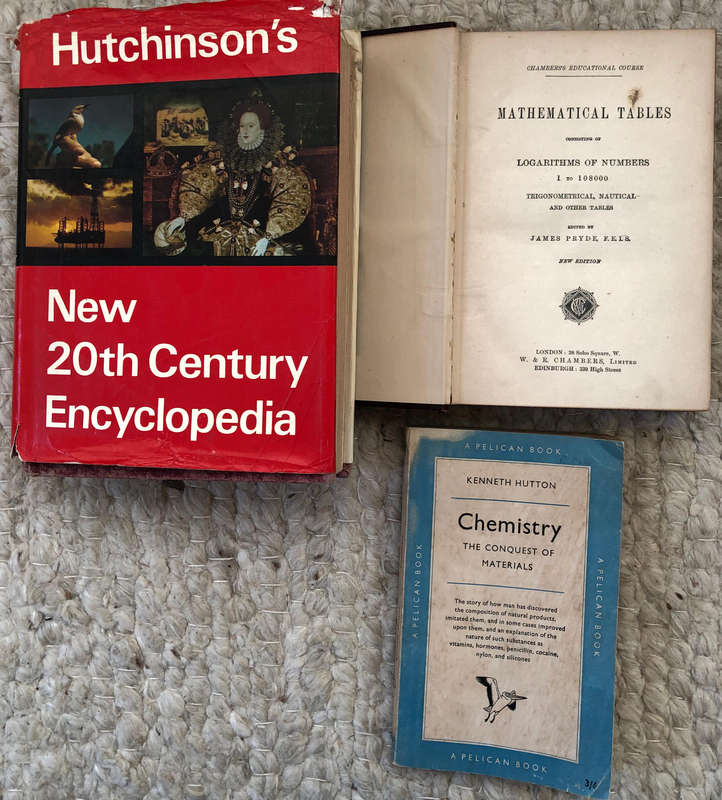 Hutchinson's
New
20th Century
Encyclopedia
CHAMBERS'S EDUCATIONAL COURSE
MATHEMATICAL TABLES
CONSISTING OF
LOGARITHMS OF NUMBERS
1 TO 108000
TRIGONOMETRICAL, NAUTICAL
AND OTHER TABLES
EDITED BY
JAMES PRYDE, F.E.I.S.
NEW EDITION
LONDON: 38 Soho Square, W.
W. & R. CHAMBERS, LIMITED
EDINBURGH: 339 High Street
A PELICAN BOOK
KENNETH HUTTON
Chemistry
THE CONQUEST OF
MATERIALS
The story of how man has discovered
the composition of natural products,
imitated them, and in some cases improved
upon them, and an explanation of the
nature of such substances as
vitamins, hormones, penicillin, cocaine,
nylon, and silicones
A PELICAN BOOK
A PELICAN BOOK
A PELICAN BOOK
3/6